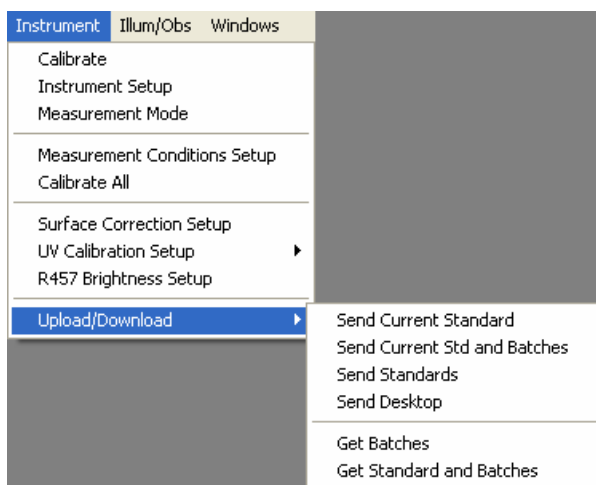 Instrument Illum/Obs Windows
Calibrate
Instrument Setup
Measurement Mode
Measurement Conditions Setup
Calibrate All
Surface Correction Setup
UV Calibration Setup
R457 Brightness Setup
Upload/Download
Send Current Standard
Send Current Std and Batches
Send Standards
Send Desktop
Get Batches
Get Standard and Batches